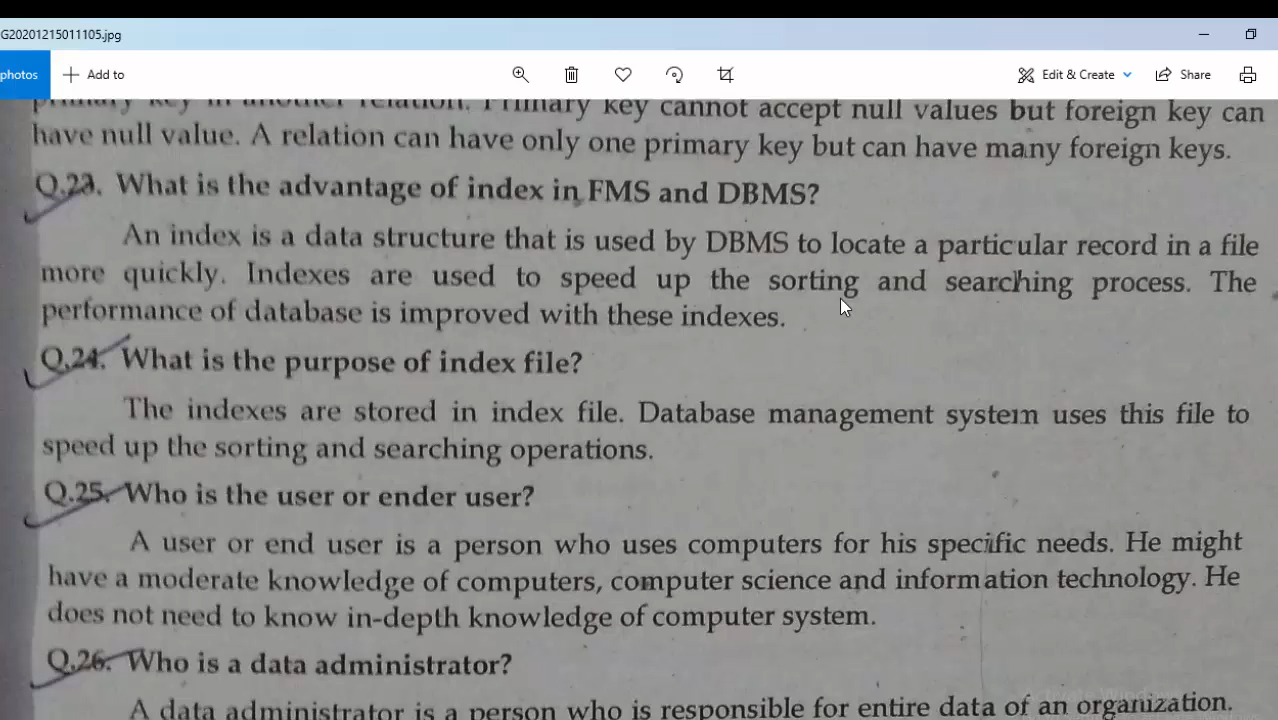 G20201215011105.jpg
photos
Add to
Edit & Create
Share
primary key in another relation. Primary key cannot accept null values but foreign key can
have null value. A relation can have only one primary key but can have many foreign keys.
Q.23. What is the advantage of index in FMS and DBMS?
An index is a data structure that is used by DBMS to locate a particular record in a file
more quickly. Indexes are used to speed up the sorting and searching process. The
performance of database is improved with these indexes.
Q.24. What is the purpose of index file?
The indexes are stored in index file. Database management system uses this file to
speed up the sorting and searching operations.
Q.25. Who is the user or ender user?
A user or end user is a person who uses computers for his specific needs. He might
have a moderate knowledge of computers, computer science and information technology. He
does not need to know in-depth knowledge of computer system.
Q.26. Who is a data administrator?
Activate Windows
A data administrator is a person who is responsible for entire data of an organization.